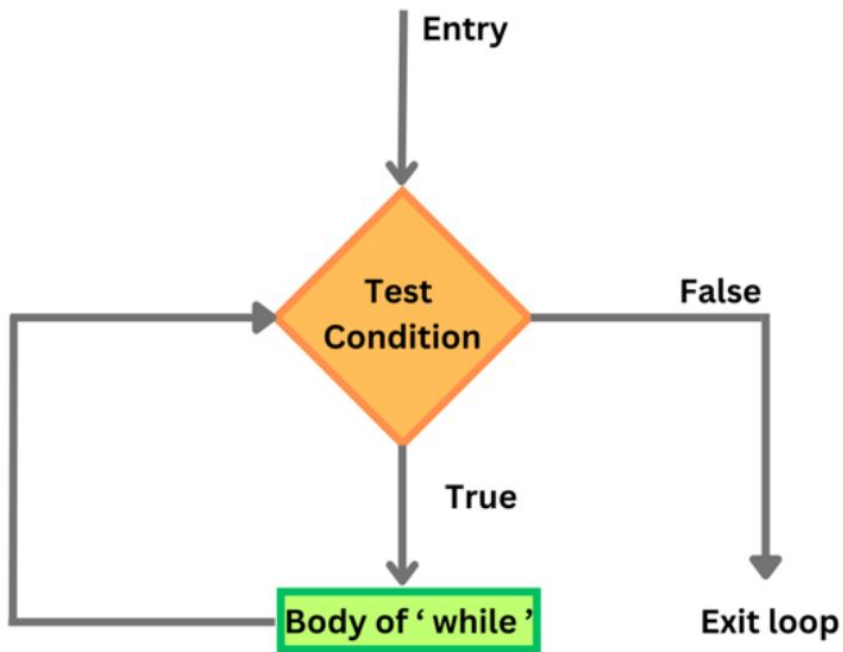 Entry
Test
Condition
False
True
Body of ‘ while ’
Exit loop